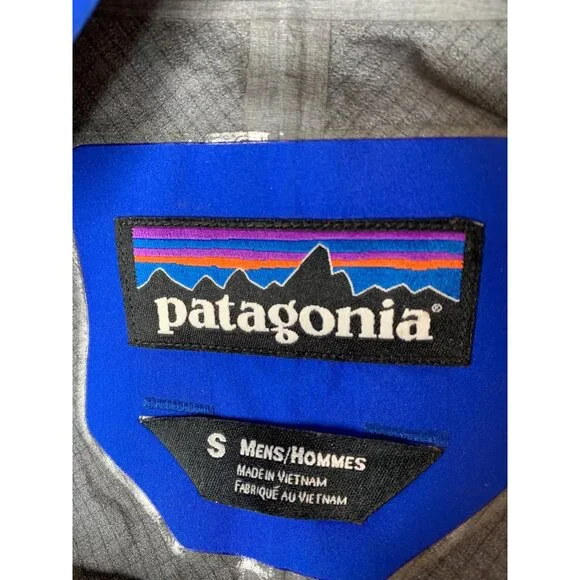 patagonia®
S MENS/HOMMES
MADE IN VIETNAM
FABRIQUÉ AU VIETNAM